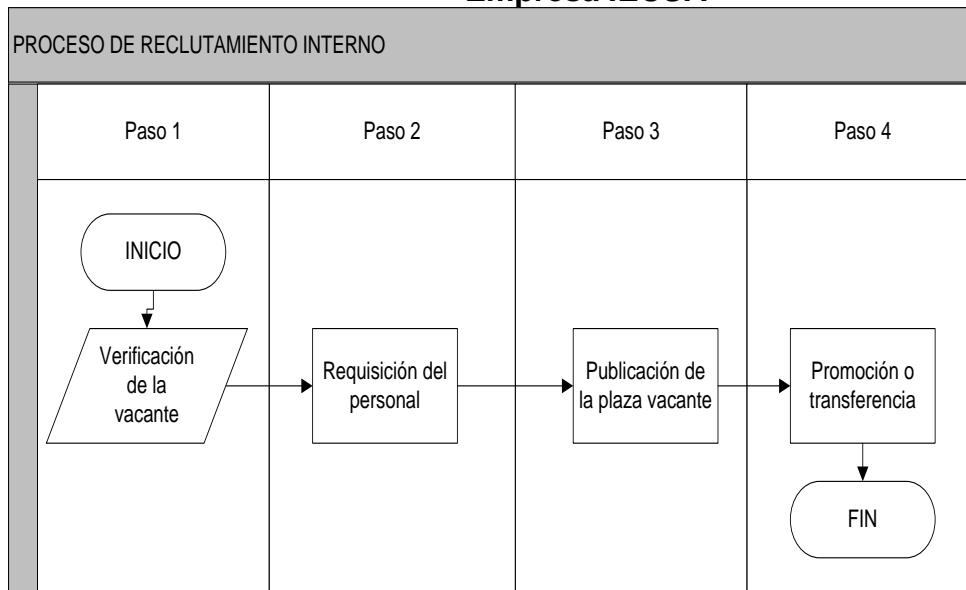 PROCESO DE RECLUTAMIENTO INTERNO
Paso 1
Paso 2
Paso 3
Paso 4
INICIO
Verificación
de la
vacante
Requisición del
personal
Publicación de
la plaza vacante
Promoción o
transferencia
FIN